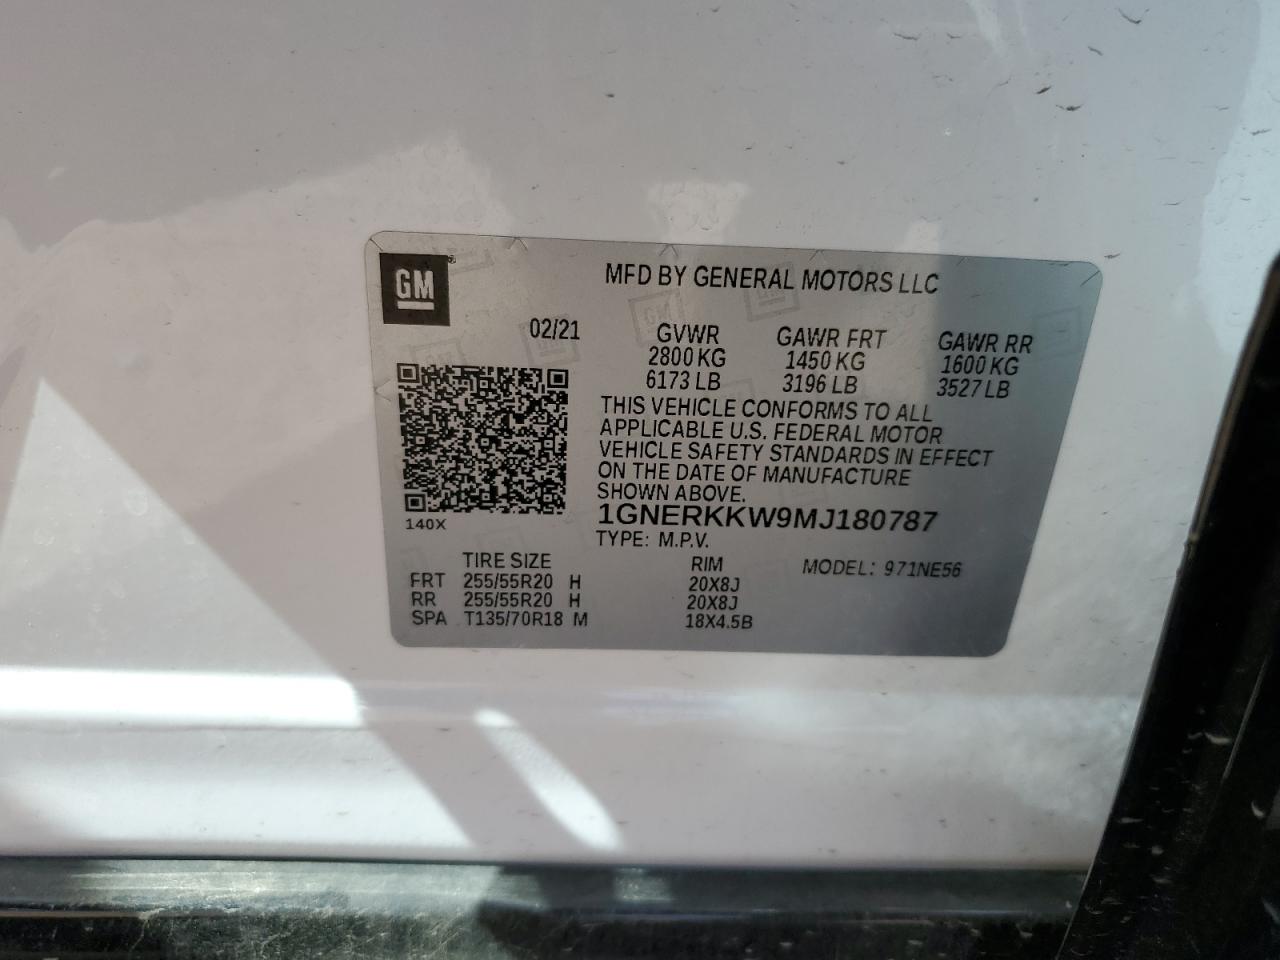 GM
MFD BY GENERAL MOTORS LLC
02/21 GVWR GAWR FRT GAWR RR
2800 KG 1450 KG 1600 KG
6173 LB 3196 LB 3527 LB
THIS VEHICLE CONFORMS TO ALL
APPLICABLE U.S. FEDERAL MOTOR
VEHICLE SAFETY STANDARDS IN EFFECT
ON THE DATE OF MANUFACTURE
SHOWN ABOVE.
140X
1GNERKKW9MJ180787
TYPE: M.P.V.
TIRE SIZE RIM MODEL: 971NE56
FRT 255/55R20 H 20X8J
RR 255/55R20 H 20X8J
SPA T135/70R18 M 18X4.5B